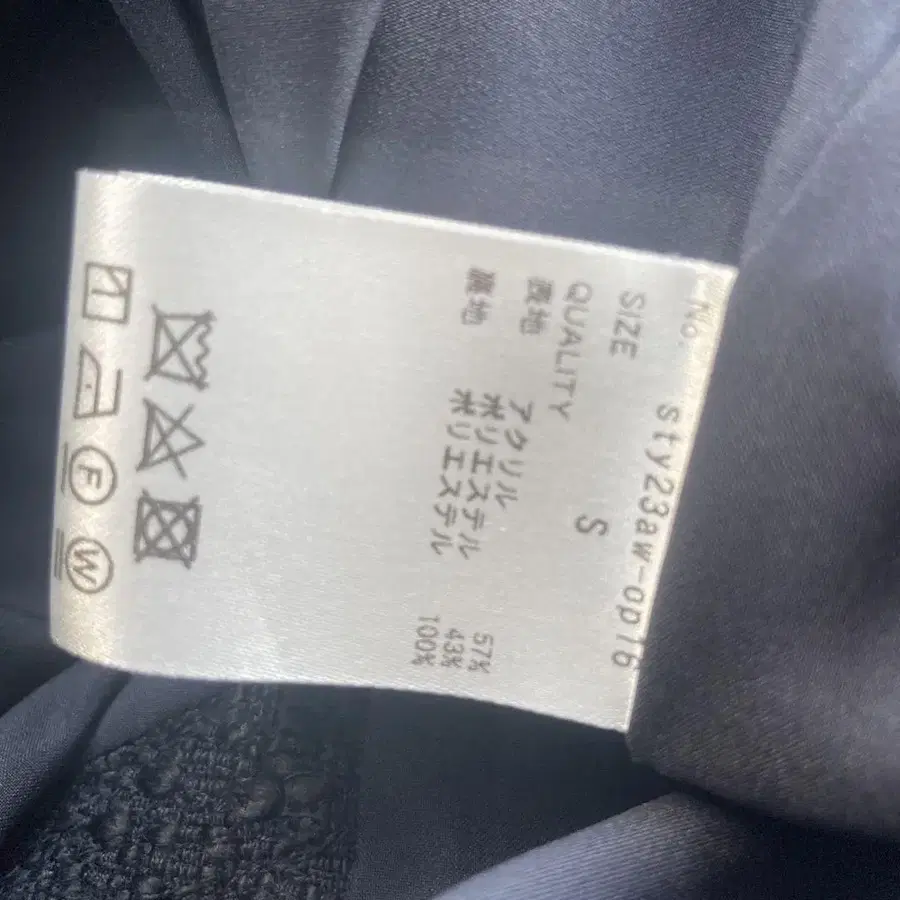 No. sty23aw-op16
SIZE S
QUALITY
表地 アクリル 57%
ポリエステル 43%
裏地 ポリエステル 100%
F
W